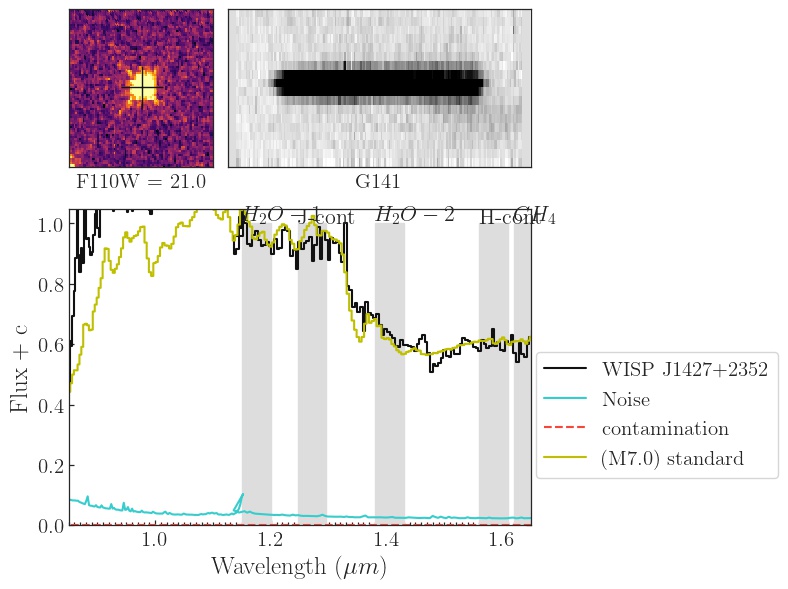 F110W = 21.0
G141
H₂O − 1
J-cont
H₂O − 2
H-cont
CH₄
1.0
0.8
0.6
0.4
0.2
0.0
Flux + c
1.0
1.2
1.4
1.6
Wavelength (μm)
WISP J1427+2352
Noise
contamination
(M7.0) standard